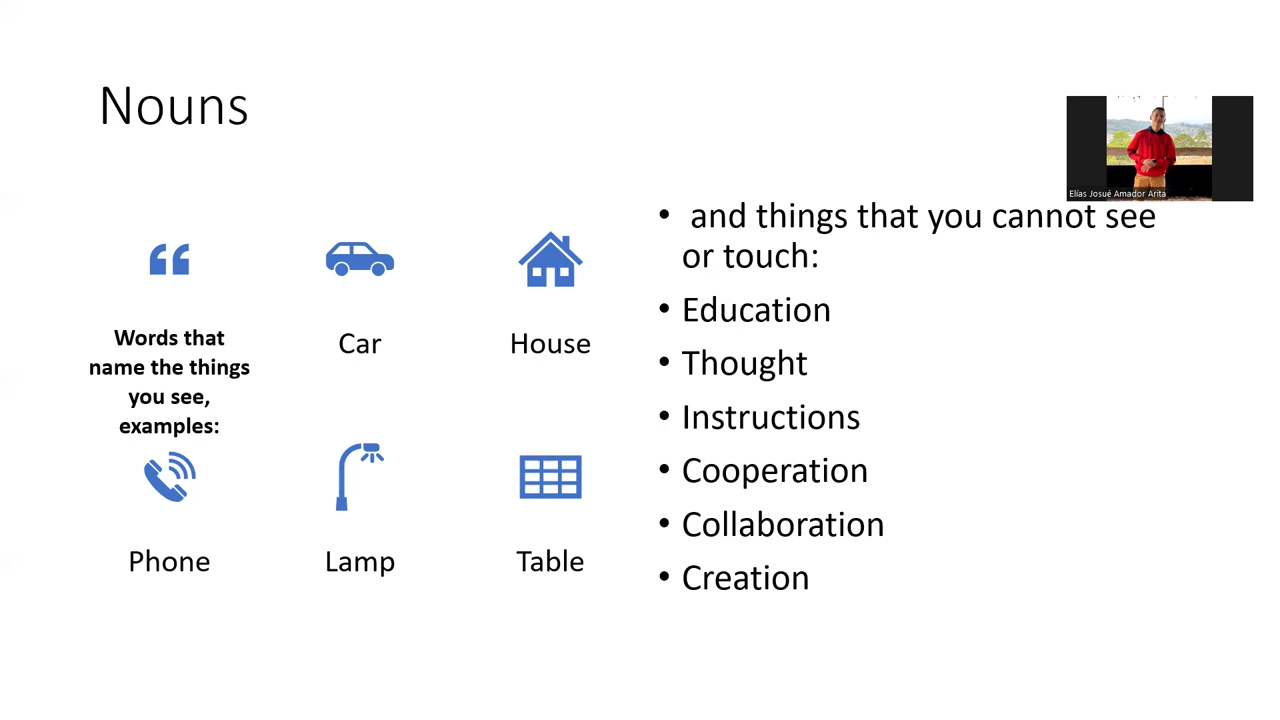 Nouns
Elías Josué Amador Arita
Words that
name the things
you see,
examples:
Car
House
Phone
Lamp
Table
• and things that you cannot see
or touch:
• Education
• Thought
• Instructions
• Cooperation
• Collaboration
• Creation